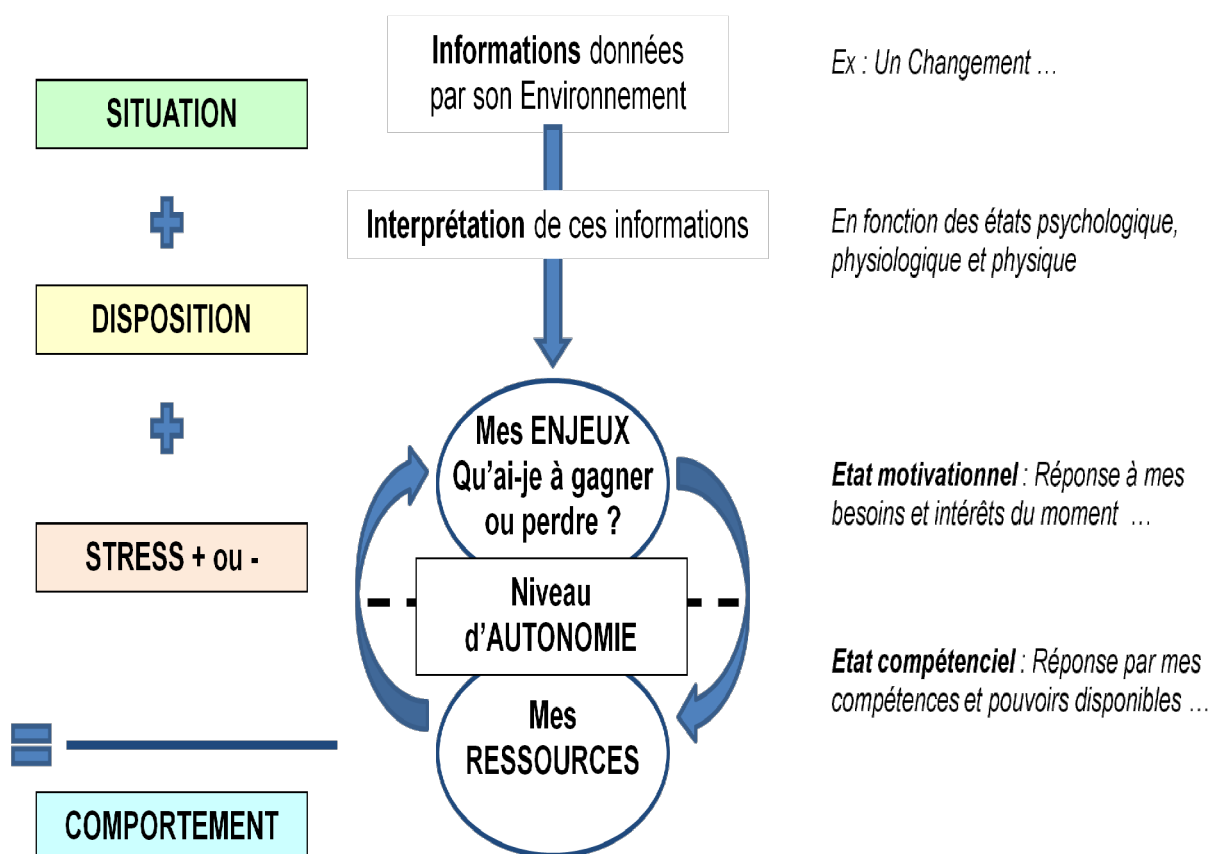 SITUATION
DISPOSITION
STRESS + ou -
COMPORTEMENT
Informations données
par son Environnement
Interprétation de ces informations
Mes ENJEUX
Qu’ai-je à gagner
ou perdre ?
Niveau
d’AUTONOMIE
Mes
RESSOURCES
Ex : Un Changement …
En fonction des états psychologique,
physiologique et physique
Etat motivationnel : Réponse à mes
besoins et intérêts du moment …
Etat compétenciel : Réponse par mes
compétences et pouvoirs disponibles …